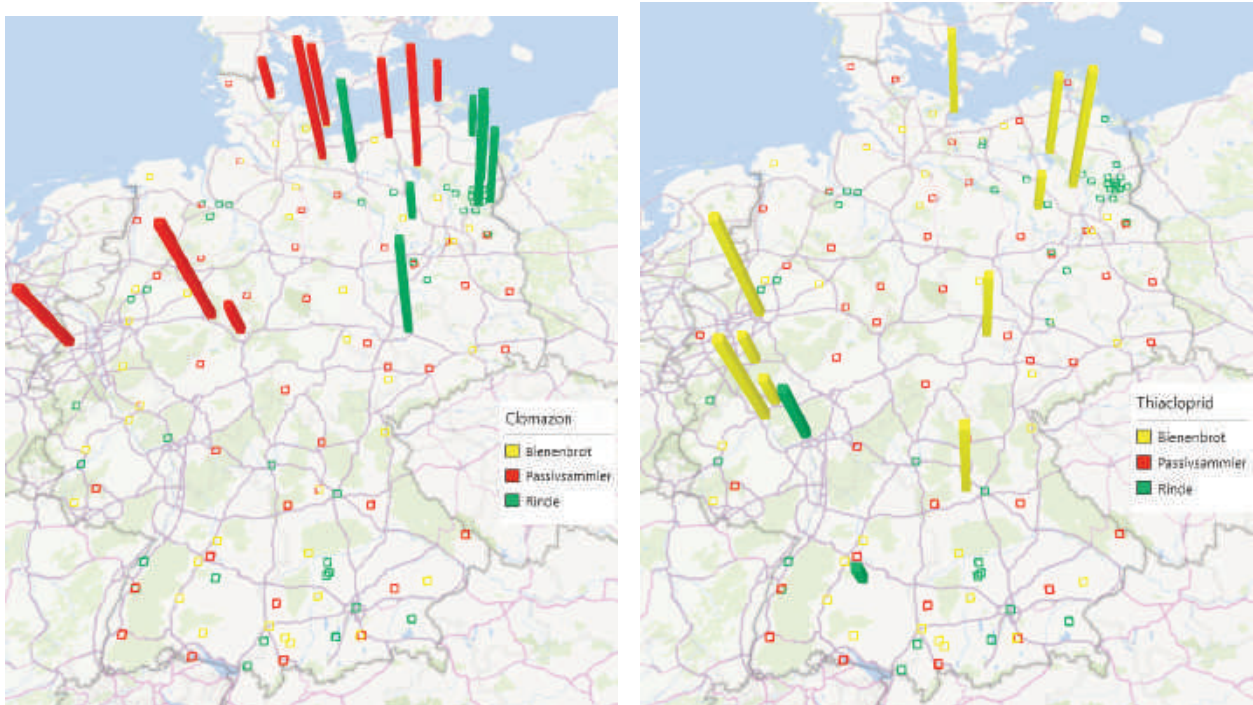 Clomazon
Bienenbrot
Passivsammler
Rinde
Thiacloprid
Bienenbrot
Passivsammler
Rinde